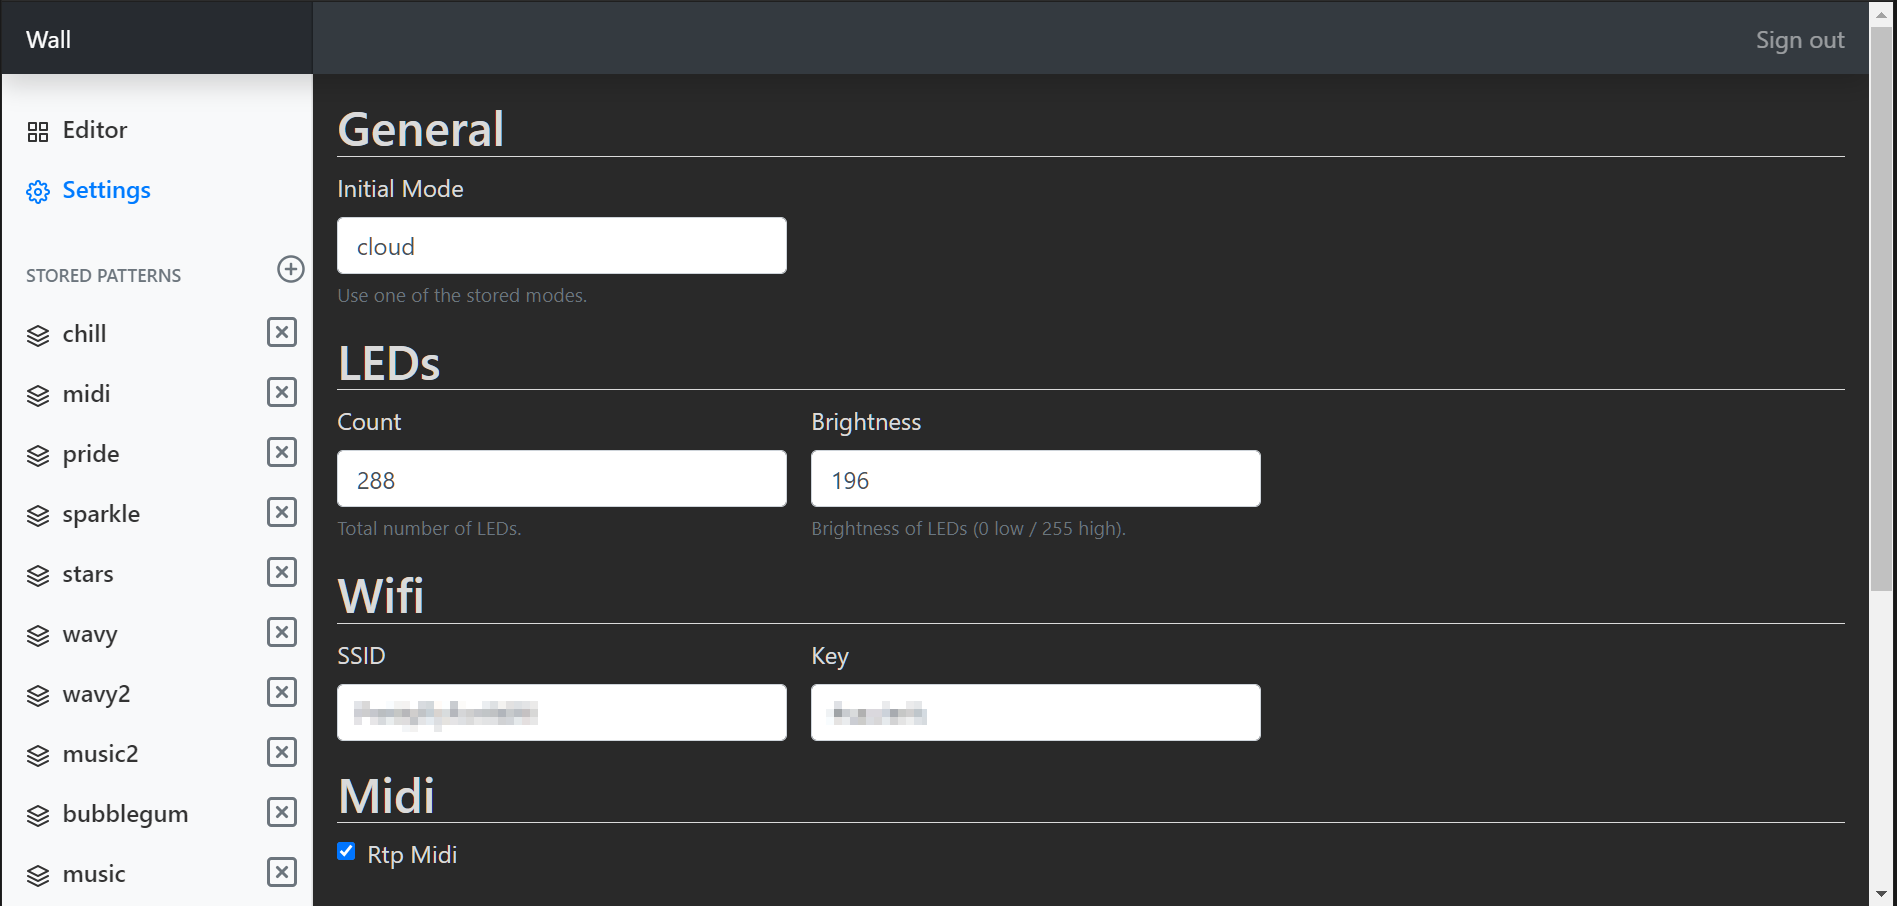 Wall
Sign out
Editor
Settings
STORED PATTERNS
chill
midi
pride
sparkle
stars
wavy
wavy2
music2
bubblegum
music
General
Initial Mode
cloud
Use one of the stored modes.
LEDs
Count
Brightness
288
196
Total number of LEDs.
Brightness of LEDs (0 low / 255 high).
Wifi
SSID
Key
Midi
Rtp Midi